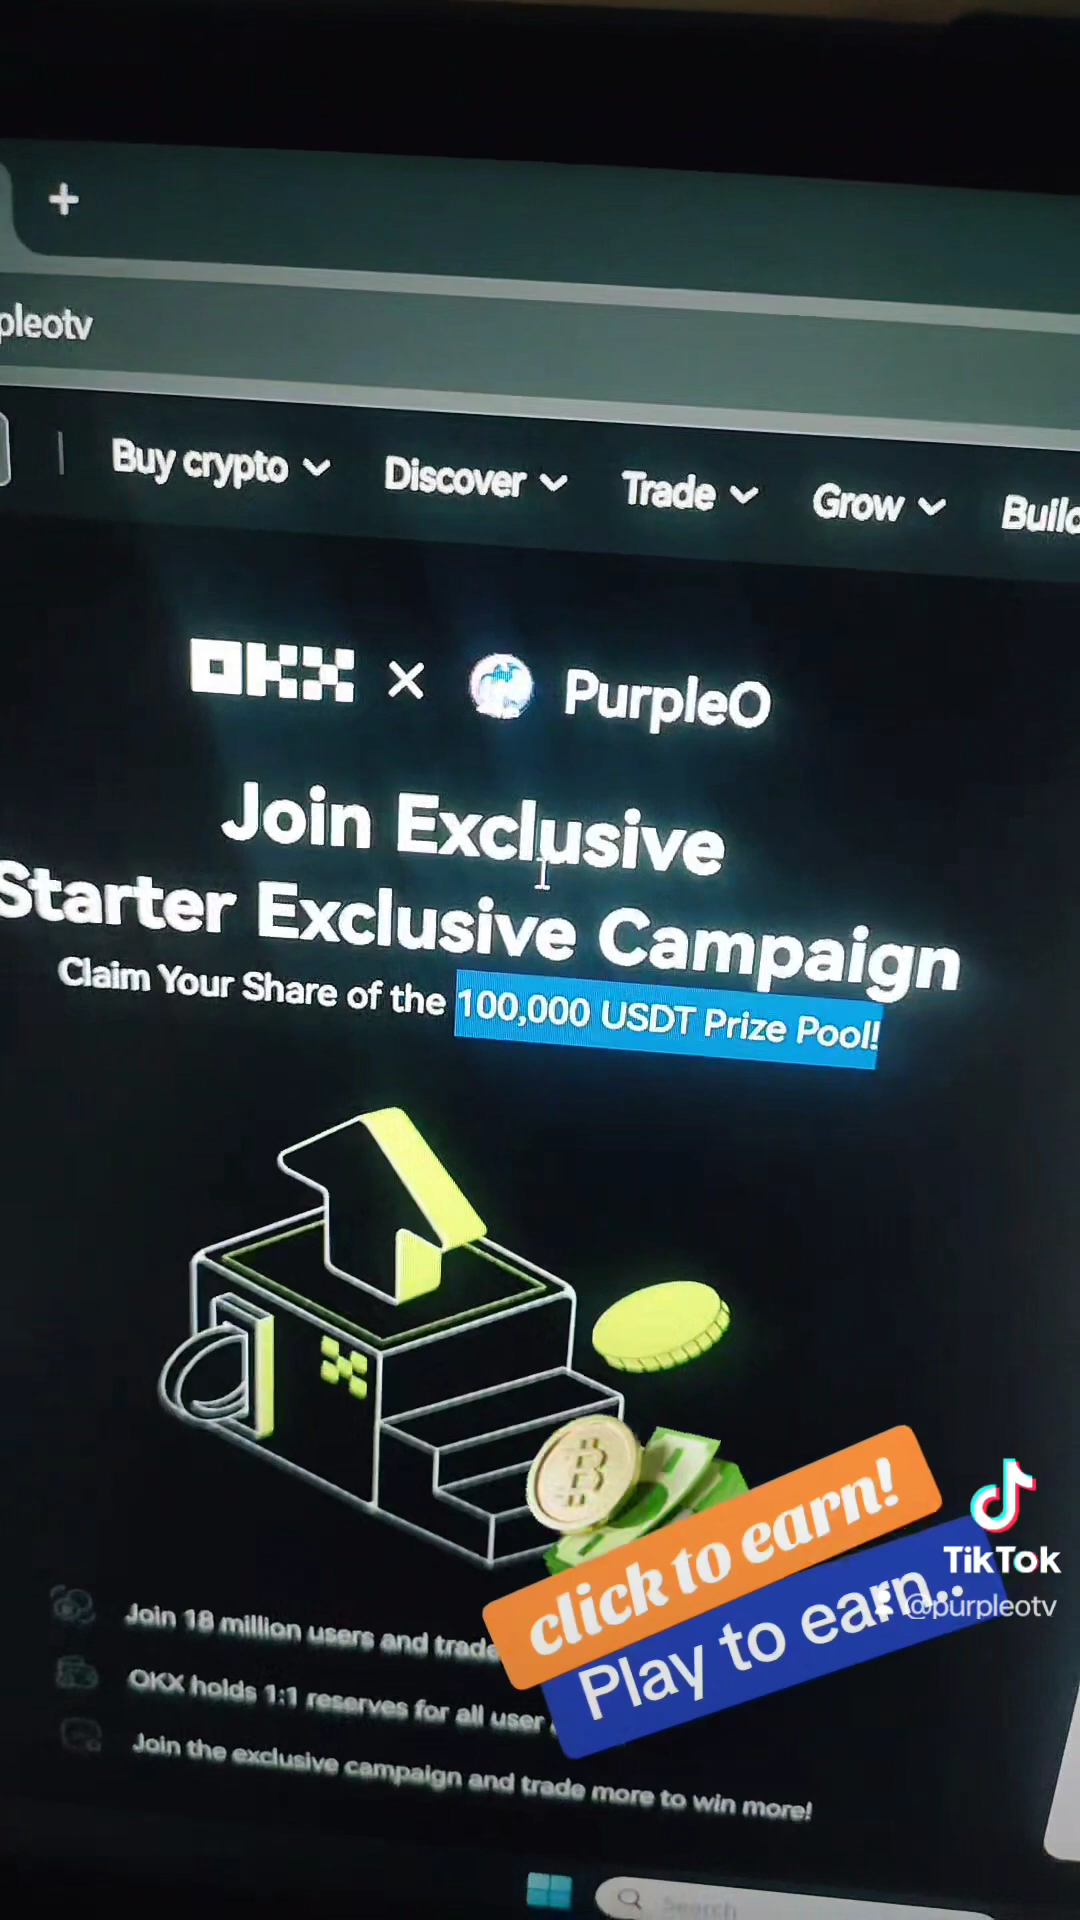 +
pleotv
Buy crypto Discover Trade Grow Build
OKX × PurpleO
Join Exclusive
Starter Exclusive Campaign
Claim Your Share of the 100,000 USDT Prize Pool!
click to earn!
Play to earn..
TikTok
@purpleotv
Join 18 million users and trade
OKX holds 1:1 reserves for all user
Join the exclusive campaign and trade more to win more!
Search